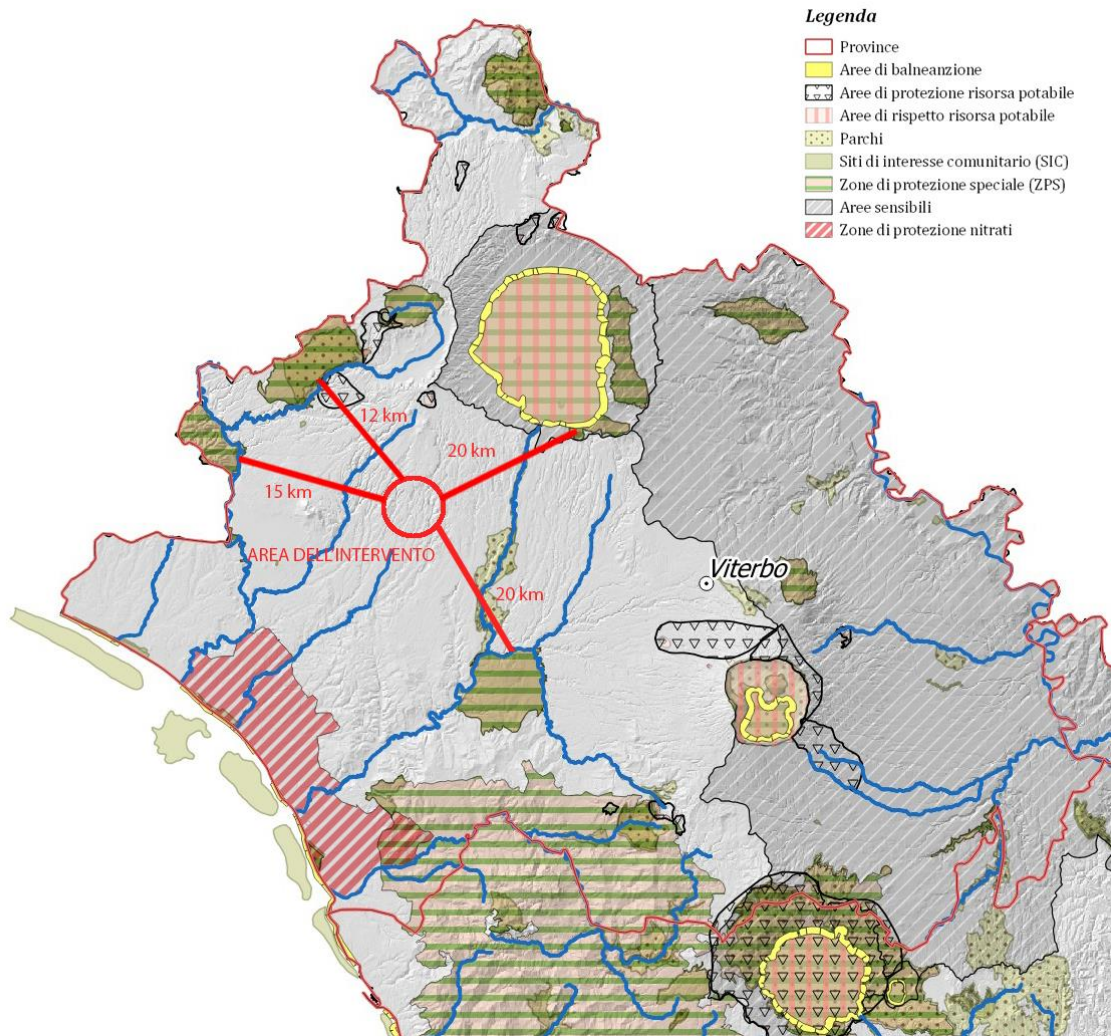 Legenda
Province
Aree di balneanzione
Aree di protezione risorsa potabile
Aree di rispetto risorsa potabile
Parchi
Siti di interesse comunitario (SIC)
Zone di protezione speciale (ZPS)
Aree sensibili
Zone di protezione nitrati
12 km
20 km
15 km
AREA DELL'INTERVENTO
Viterbo
20 km